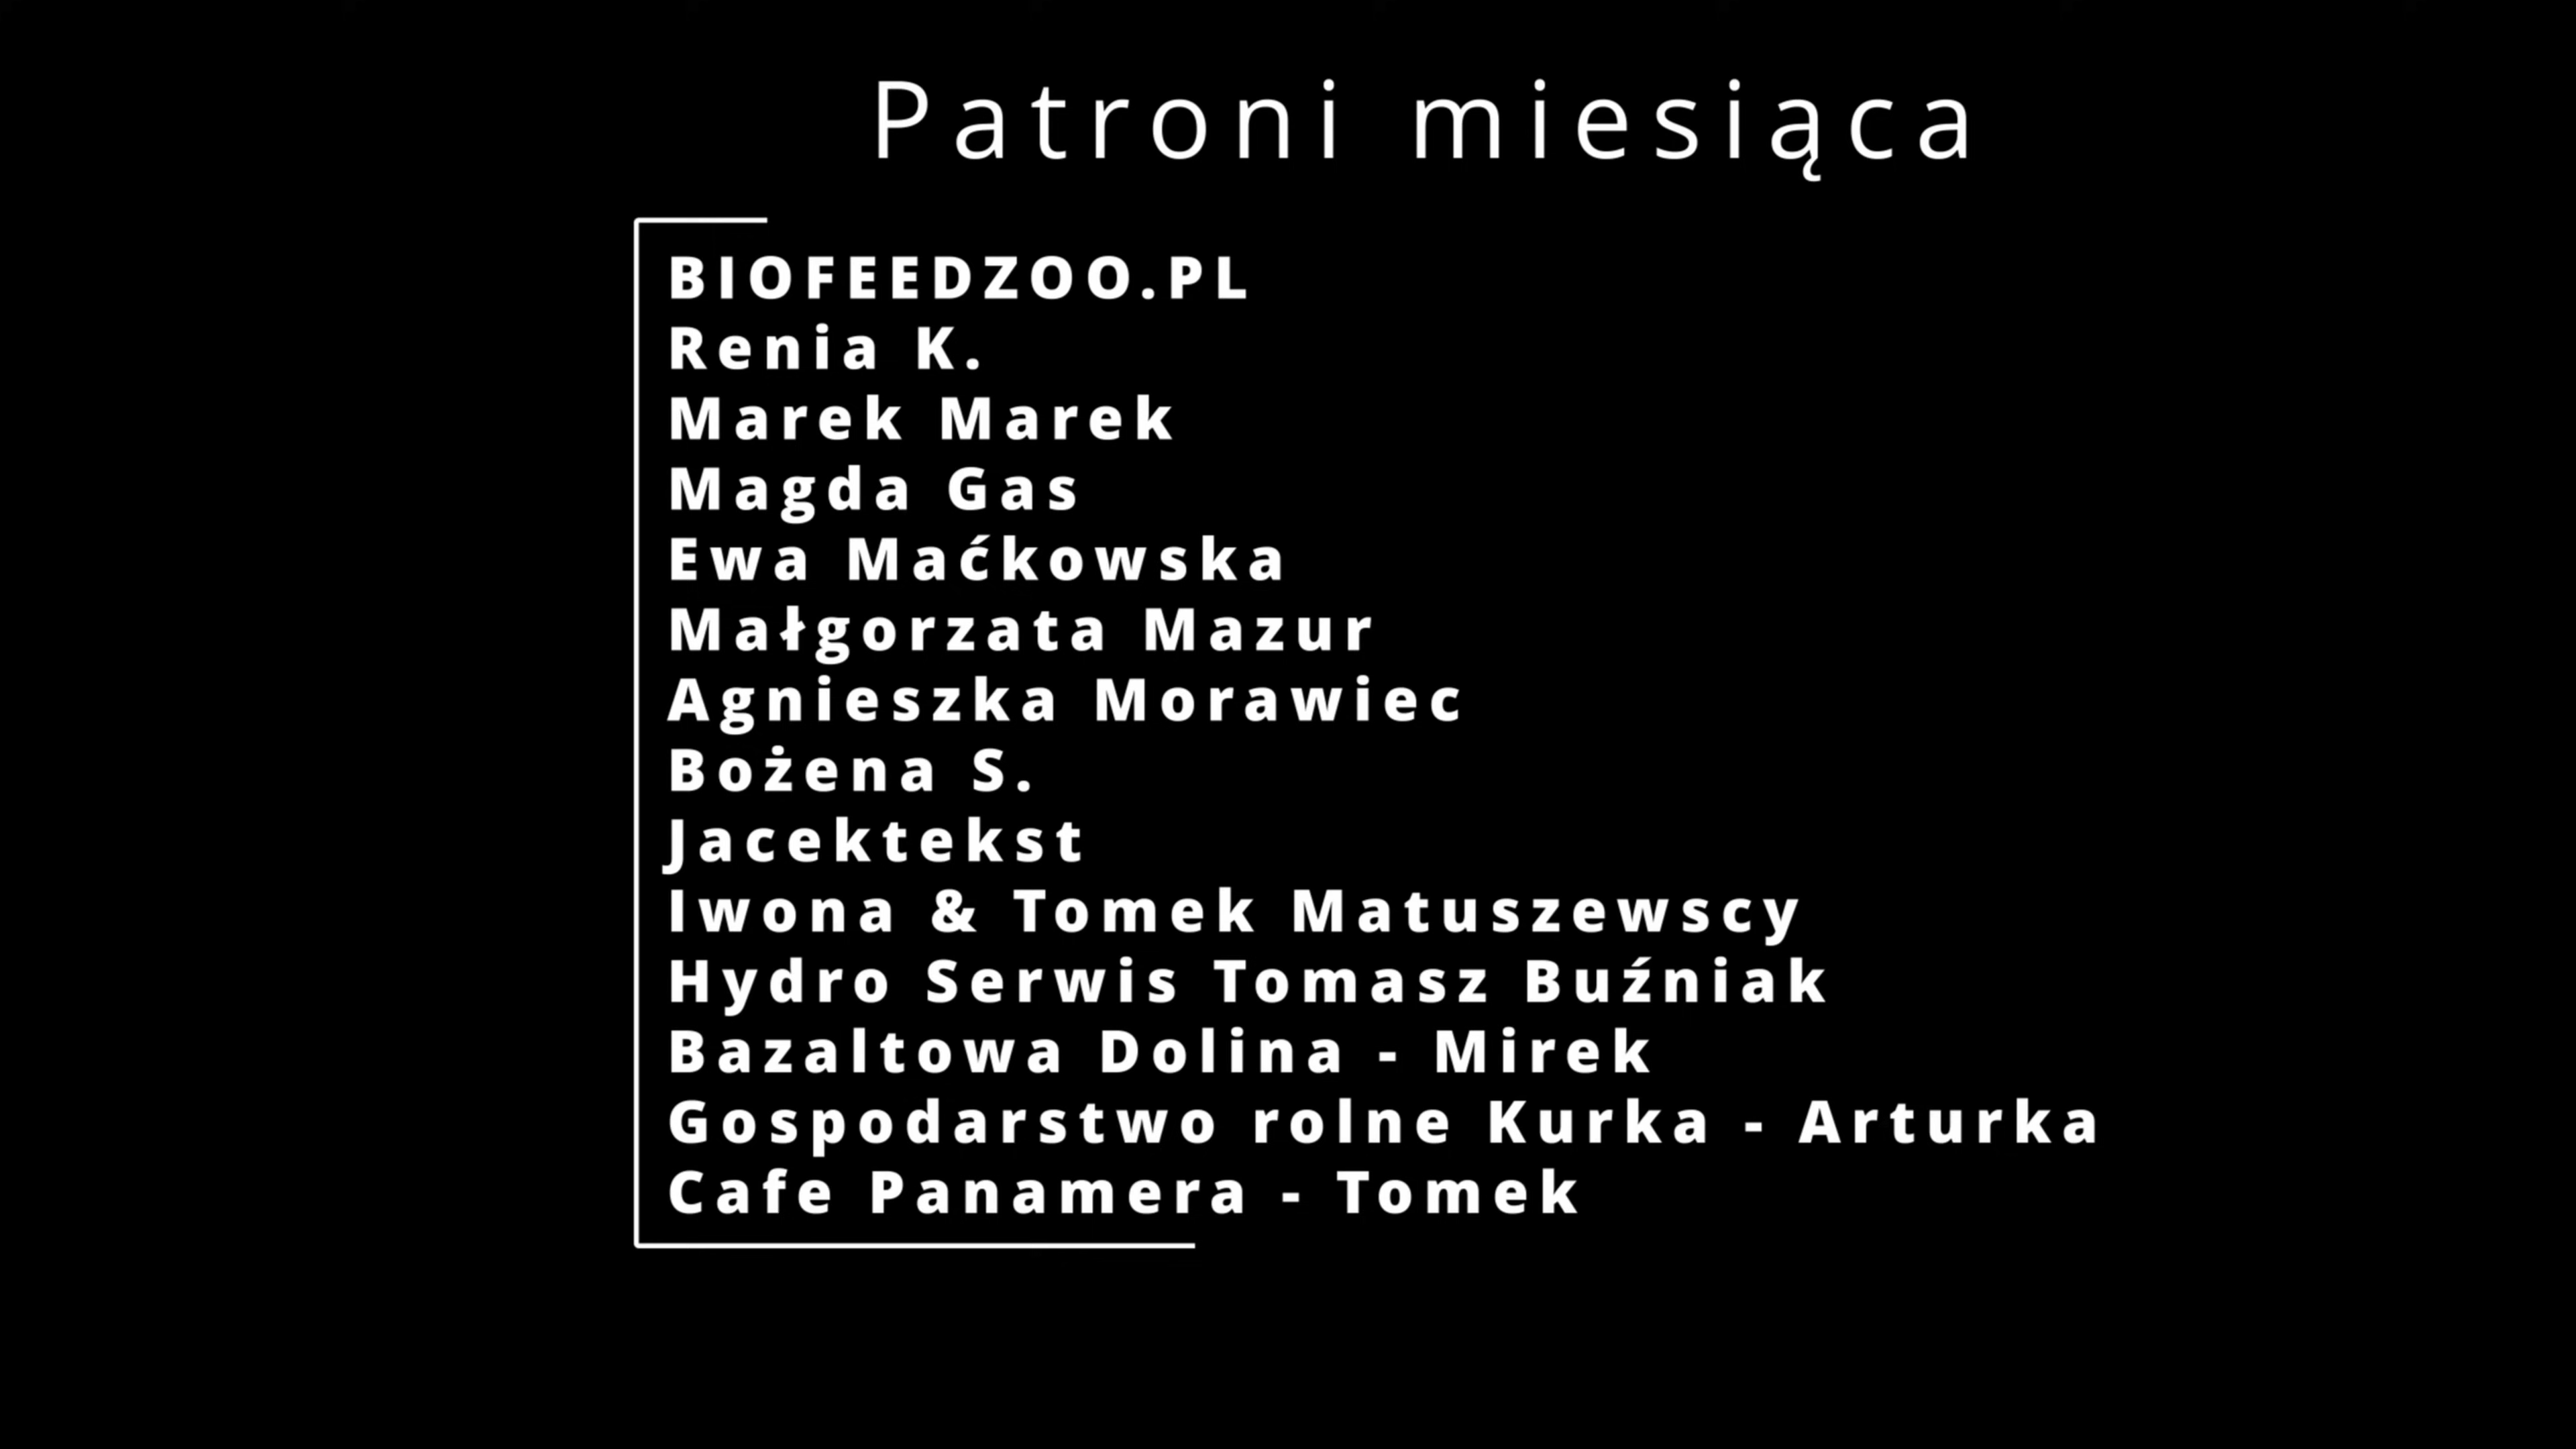 Patroni miesiąca
BIOFEEDZOO.PL
Renia K.
Marek Marek
Magda Gas
Ewa Maćkowska
Małgorzata Mazur
Agnieszka Morawiec
Bożena S.
Jacektekst
Iwona & Tomek Matuszewscy
Hydro Serwis Tomasz Buźniak
Bazaltowa Dolina - Mirek
Gospodarstwo rolne Kurka - Arturka
Cafe Panamera - Tomek